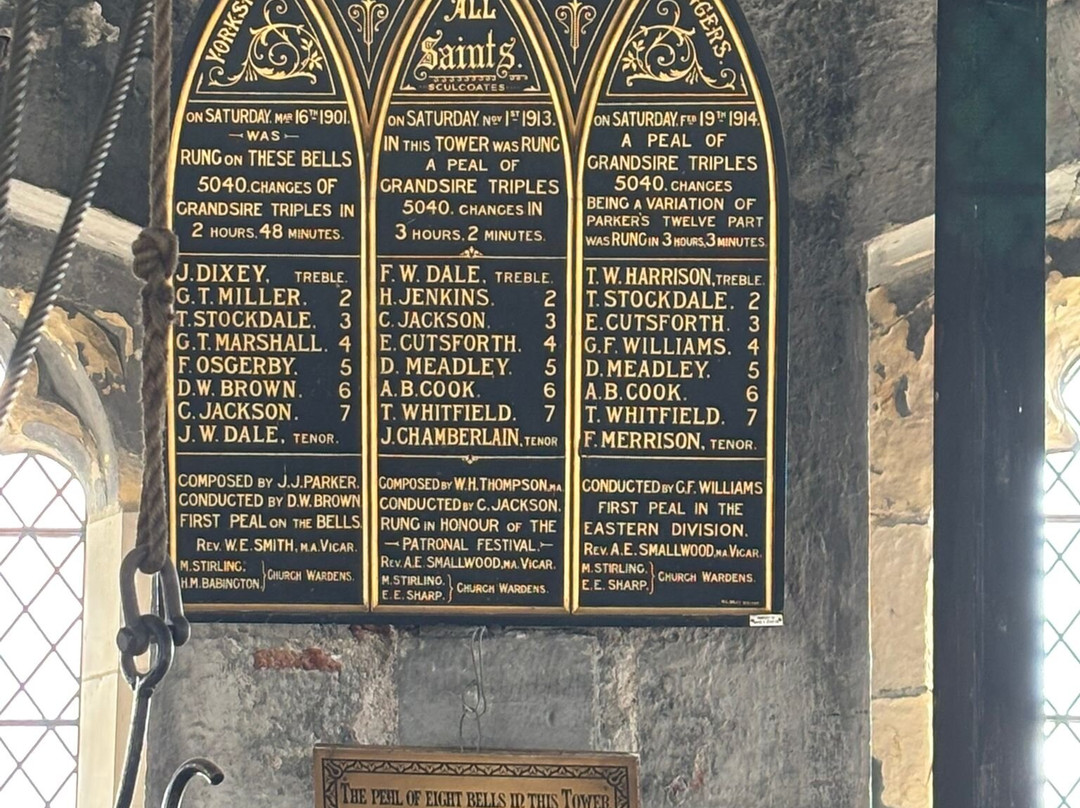 YORKS
ON SATURDAY. MAR 16TH 1901.
WAS
RUNG ON THESE BELLS
5040. CHANGES OF
GRANDSIRE TRIPLES IN
2 HOURS, 48 MINUTES.
J. DIXEY, TREBLE.
G. T. MILLER. 2
T. STOCKDALE. 3
G. T. MARSHALL. 4
F. OSGERBY. 5
D. W. BROWN. 6
C. JACKSON. 7
J. W. DALE, TENOR.
COMPOSED BY J. J. PARKER.
CONDUCTED BY D. W. BROWN
FIRST PEAL ON THE BELLS.
REV. W. E. SMITH, M.A. VICAR.
M. STIRLING.
H. M. BABINGTON. } CHURCH WARDENS.
ALL
Saints.
SCULCOATES
ON SATURDAY. NOV 1ST 1913.
IN THIS TOWER WAS RUNG
A PEAL OF
GRANDSIRE TRIPLES
5040. CHANGES IN
3 HOURS, 2 MINUTES.
F. W. DALE, TREBLE.
H. JENKINS. 2
C. JACKSON. 3
E. CUTSFORTH. 4
D. MEADLEY. 5
A. B. COOK. 6
T. WHITFIELD. 7
J. CHAMBERLAIN, TENOR
COMPOSED BY W. H. THOMPSON, M.A.
CONDUCTED BY C. JACKSON.
RUNG IN HONOUR OF THE
PATRONAL FESTIVAL.
REV. A. E. SMALLWOOD, M.A. VICAR.
M. STIRLING.
E. E. SHARP. } CHURCH WARDENS.
NGERS.
ON SATURDAY. FEB 19TH 1914.
A PEAL OF
GRANDSIRE TRIPLES
5040. CHANGES
BEING A VARIATION OF
PARKER'S TWELVE PART
WAS RUNG IN 3 HOURS, 3 MINUTES.
T. W. HARRISON, TREBLE.
T. STOCKDALE. 2
E. CUTSFORTH. 3
G. F. WILLIAMS. 4
D. MEADLEY. 5
A. B. COOK. 6
T. WHITFIELD. 7
F. MERRISON, TENOR.
CONDUCTED BY G. F. WILLIAMS
FIRST PEAL IN THE
EASTERN DIVISION.
REV. A. E. SMALLWOOD, M.A. VICAR.
M. STIRLING.
E. E. SHARP. } CHURCH WARDENS.
THE PEAL OF EIGHT BELLS IN THIS TOWER